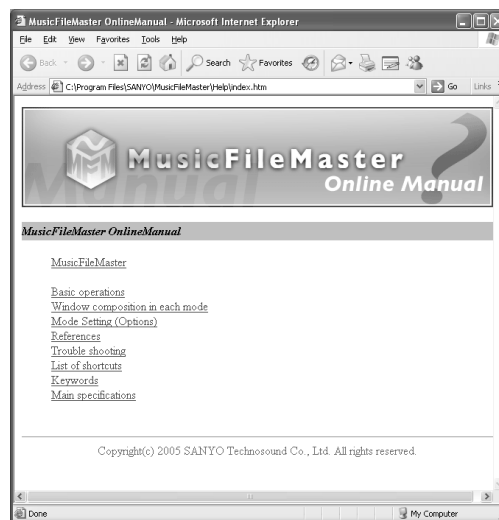 MusicFileMaster OnlineManual - Microsoft Internet Explorer
File Edit View Favorites Tools Help
Back Search Favorites
Address C:\Program Files\SANYO\MusicFileMaster\Help\index.htm Go Links
MFM
MusicFileMaster
Manual
Online Manual
MusicFileMaster OnlineManual
MusicFileMaster
Basic operations
Window composition in each mode
Mode Setting (Options)
References
Trouble shooting
List of shortcuts
Keywords
Main specifications
Copyright(c) 2005 SANYO Technosound Co., Ltd. All rights reserved.
Done My Computer